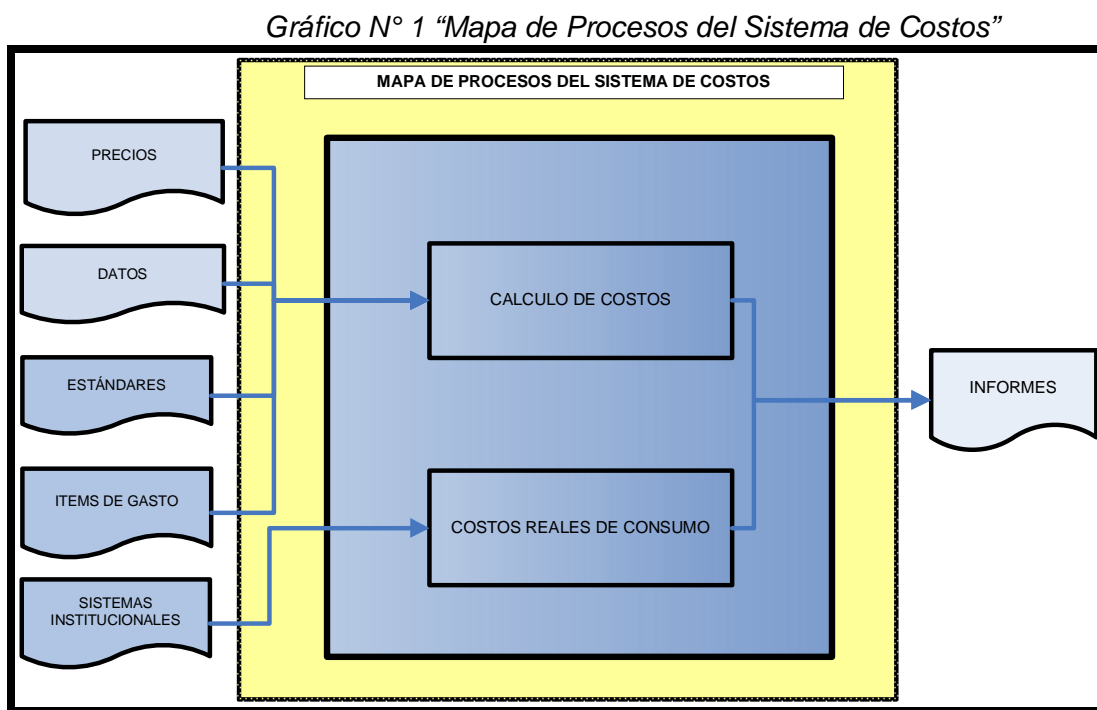 Gráfico N° 1 “Mapa de Procesos del Sistema de Costos”
MAPA DE PROCESOS DEL SISTEMA DE COSTOS
PRECIOS
DATOS
ESTÁNDARES
ITEMS DE GASTO
SISTEMAS
INSTITUCIONALES
CALCULO DE COSTOS
COSTOS REALES DE CONSUMO
INFORMES